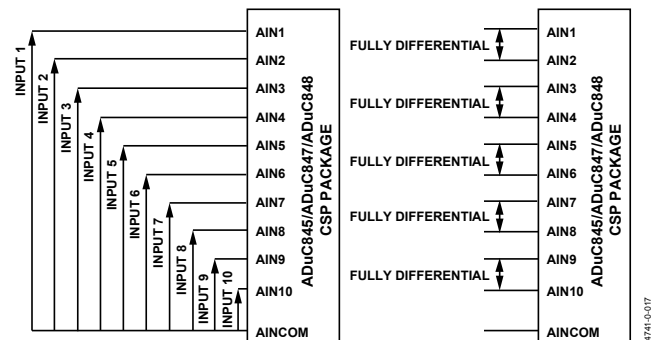 AIN1
AIN2
AIN3
AIN4
AIN5
AIN6
AIN7
AIN8
AIN9
AIN10
AINCOM
INPUT 1
INPUT 2
INPUT 3
INPUT 4
INPUT 5
INPUT 6
INPUT 7
INPUT 8
INPUT 9
INPUT 10
ADuC845/ADuC847/ADuC848
CSP PACKAGE
FULLY DIFFERENTIAL
FULLY DIFFERENTIAL
FULLY DIFFERENTIAL
FULLY DIFFERENTIAL
FULLY DIFFERENTIAL
AIN1
AIN2
AIN3
AIN4
AIN5
AIN6
AIN7
AIN8
AIN9
AIN10
AINCOM
ADuC845/ADuC847/ADuC848
CSP PACKAGE
4741-0-017